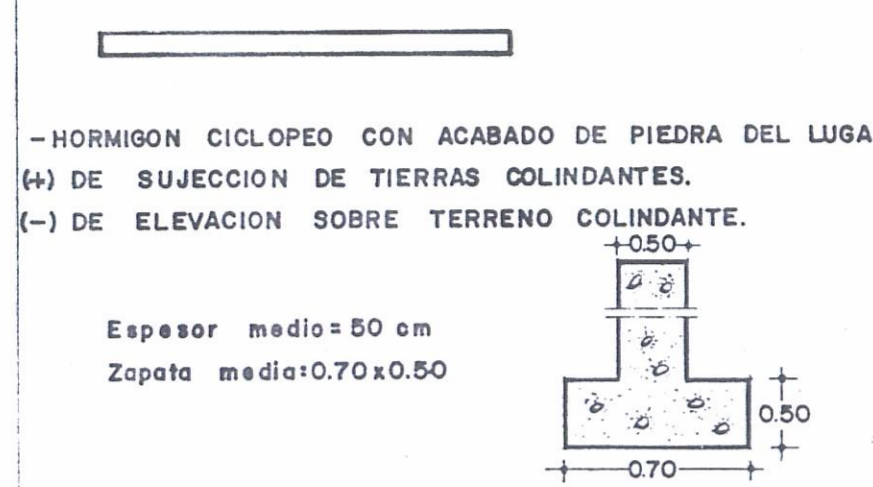 -HORMIGON CICLOPEO CON ACABADO DE PIEDRA DEL LUGA
(+) DE SUJECCION DE TIERRAS COLINDANTES.
(-) DE ELEVACION SOBRE TERRENO COLINDANTE.
0.50
Espesor medio = 50 cm
Zapata media: 0.70 x 0.50
0.50
0.70